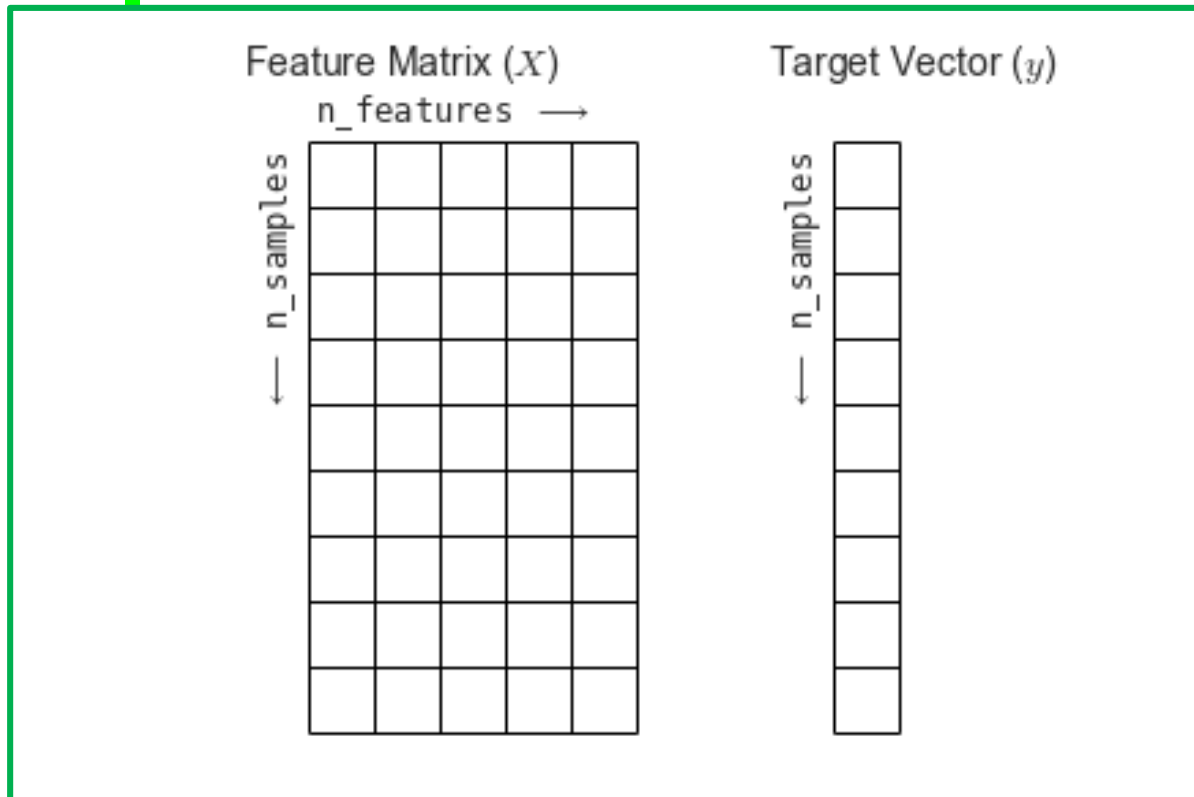 Feature Matrix (X)
n_features ⟶
n_samples
⟵
Target Vector (y)
n_samples
⟵